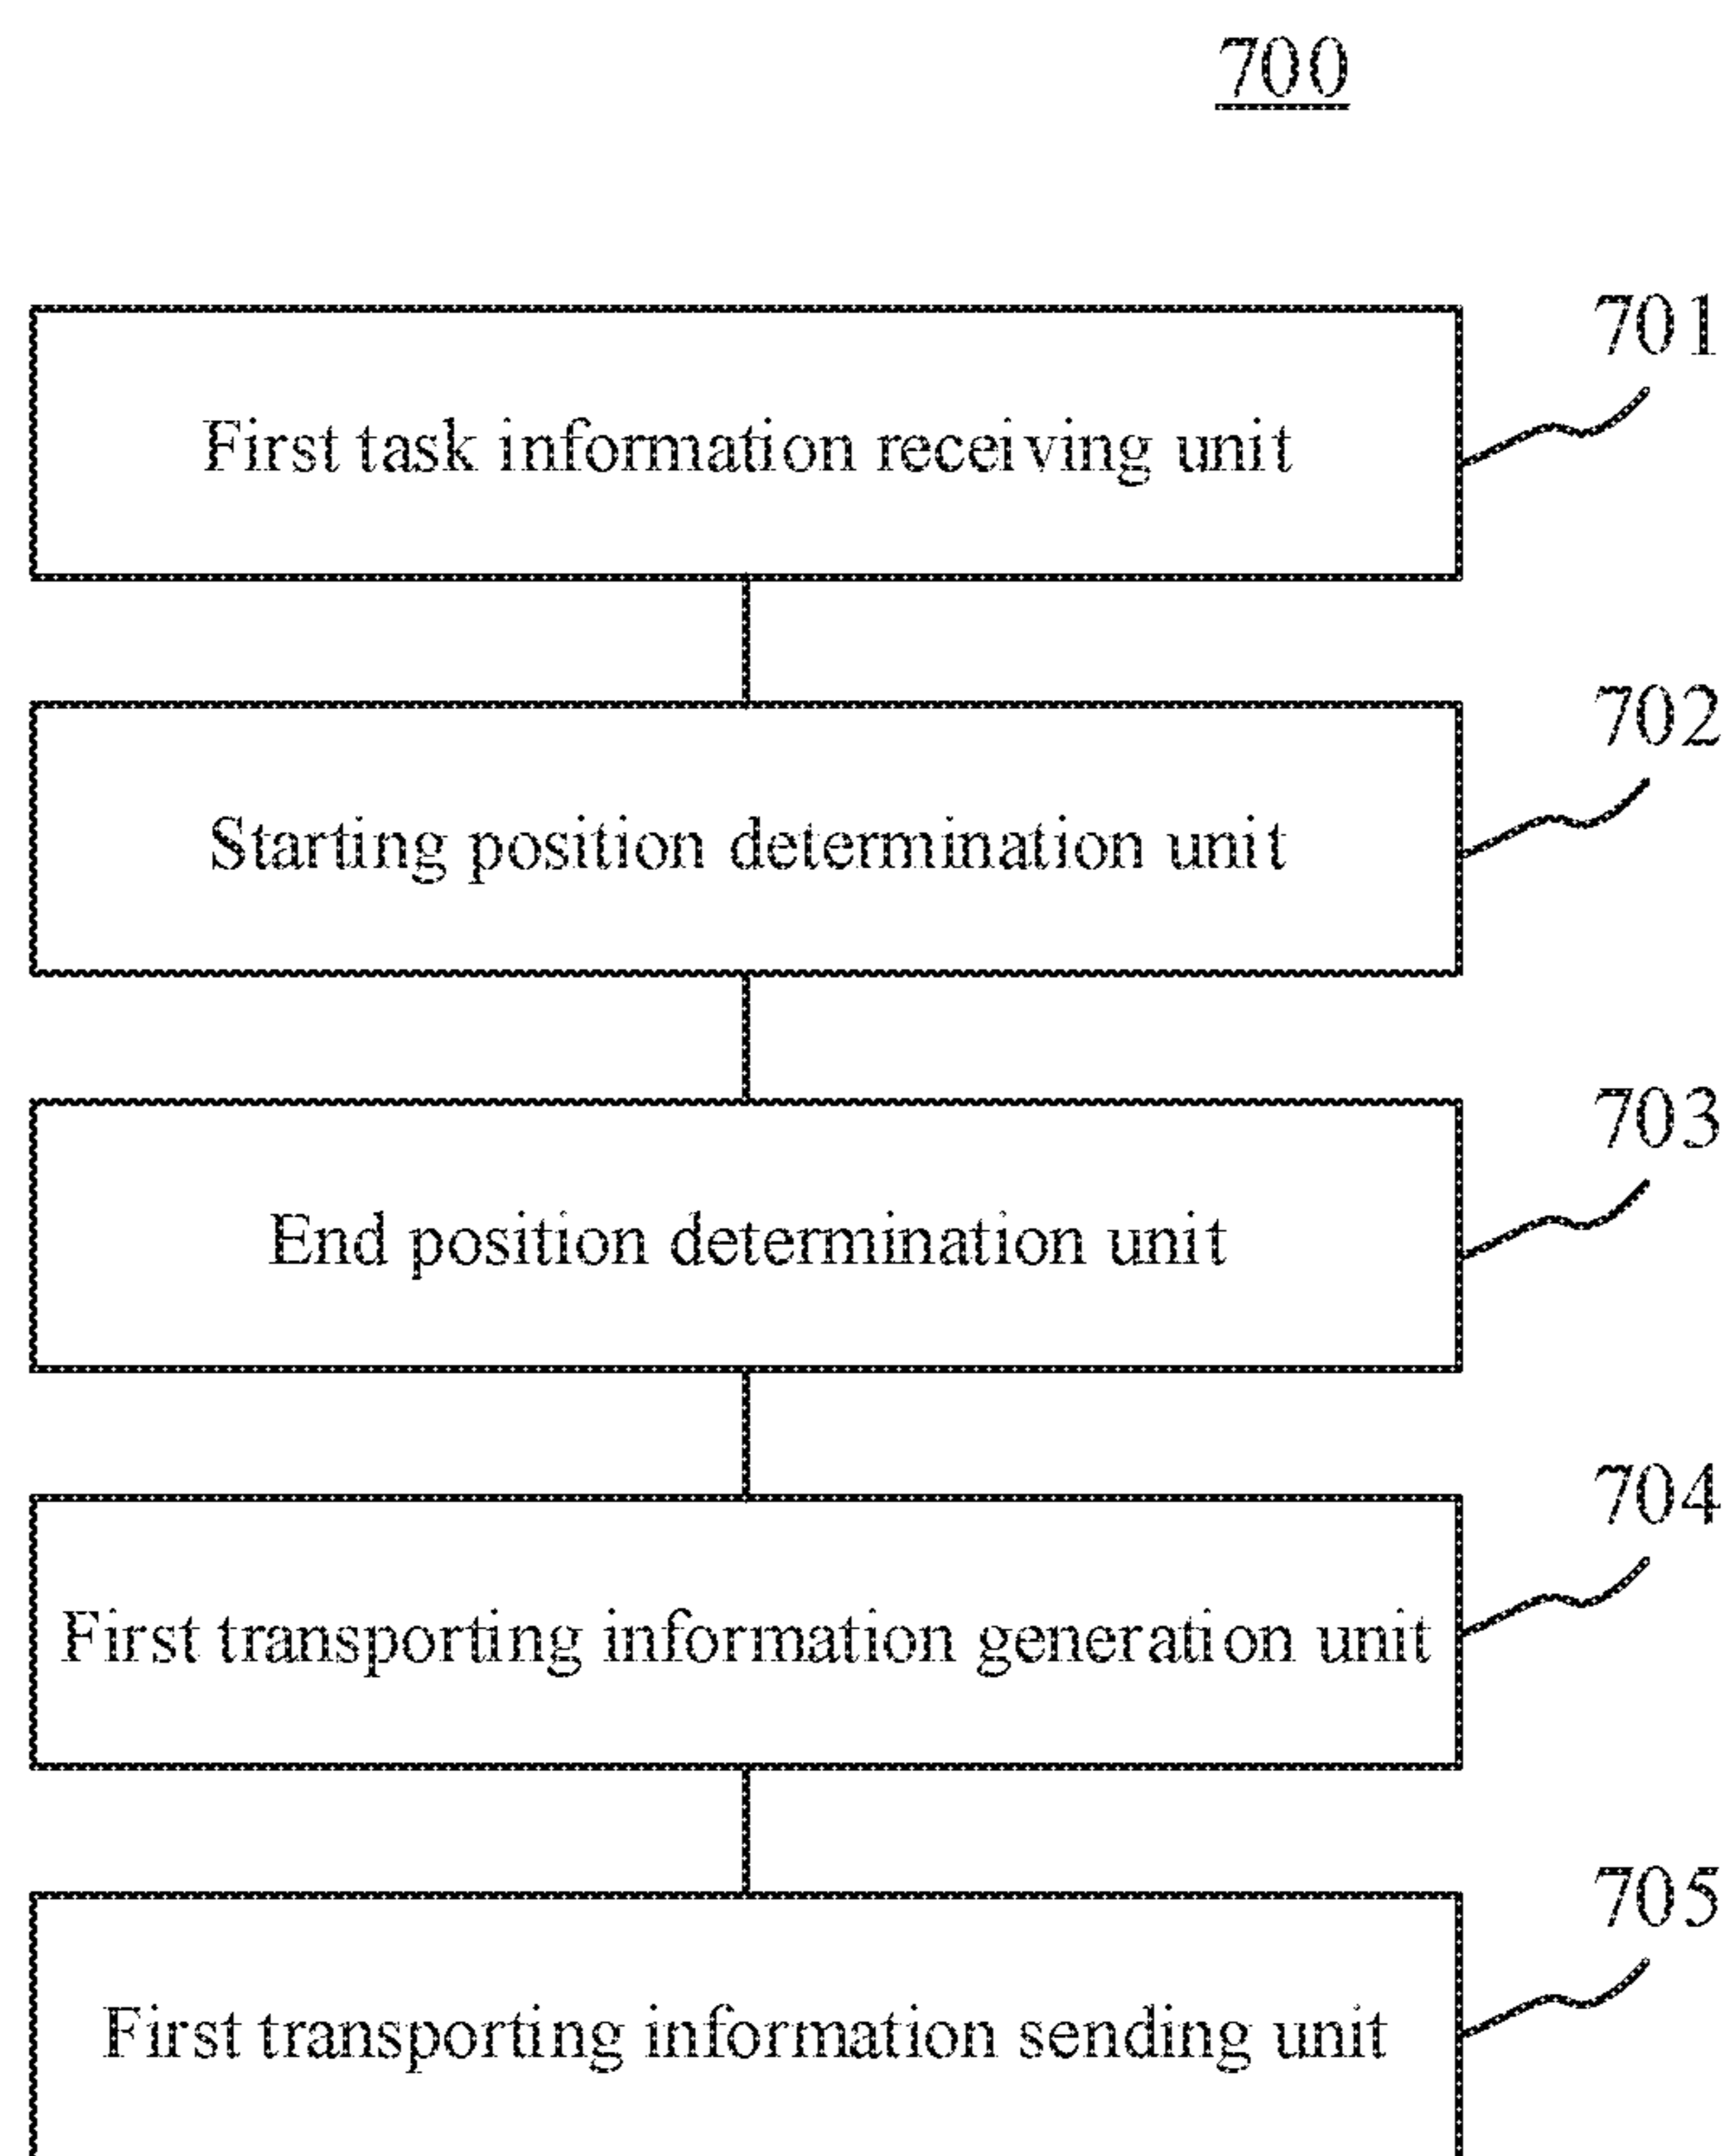 700
701
First task information receiving unit
702
Starting position determination unit
703
End position determination unit
704
First transporting information generation unit
705
First transporting information sending unit